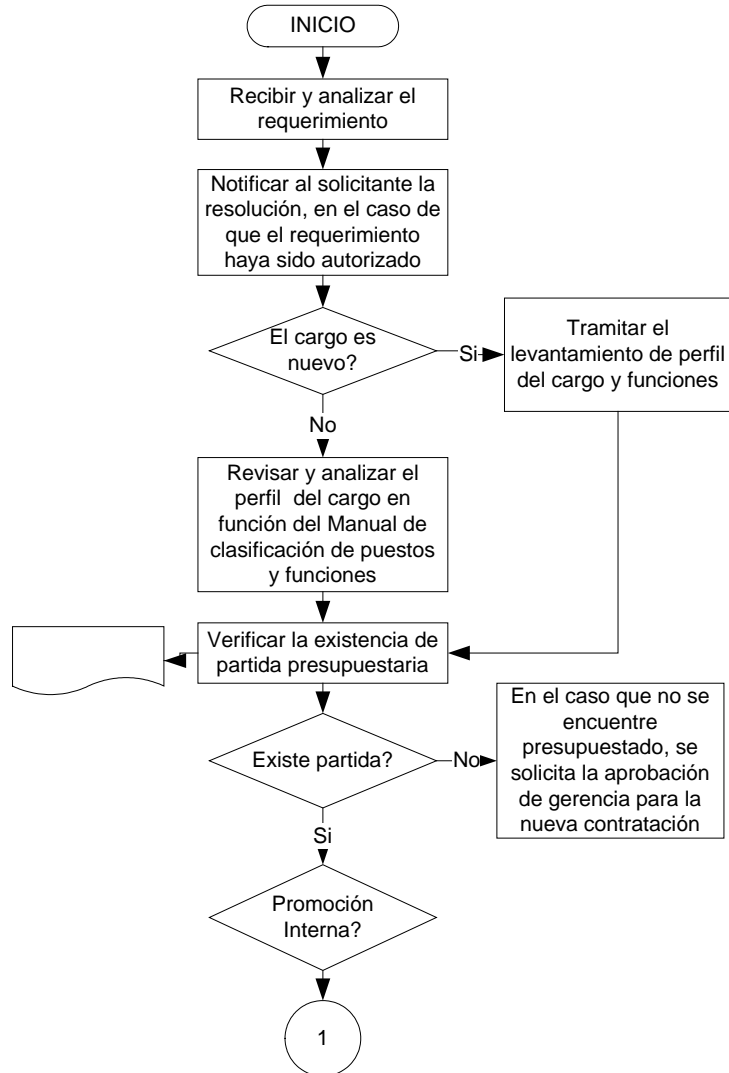 INICIO
Recibir y analizar el
requerimiento
Notificar al solicitante la
resolución, en el caso de
que el requerimiento
haya sido autorizado
El cargo es
nuevo?
Si
Tramitar el
levantamiento de perfil
del cargo y funciones
No
Revisar y analizar el
perfil del cargo en
función del Manual de
clasificación de puestos
y funciones
Verificar la existencia de
partida presupuestaria
Existe partida?
No
En el caso que no se
encuentre
presupuestado, se
solicita la aprobación
de gerencia para la
nueva contratación
Si
Promoción
Interna?
1